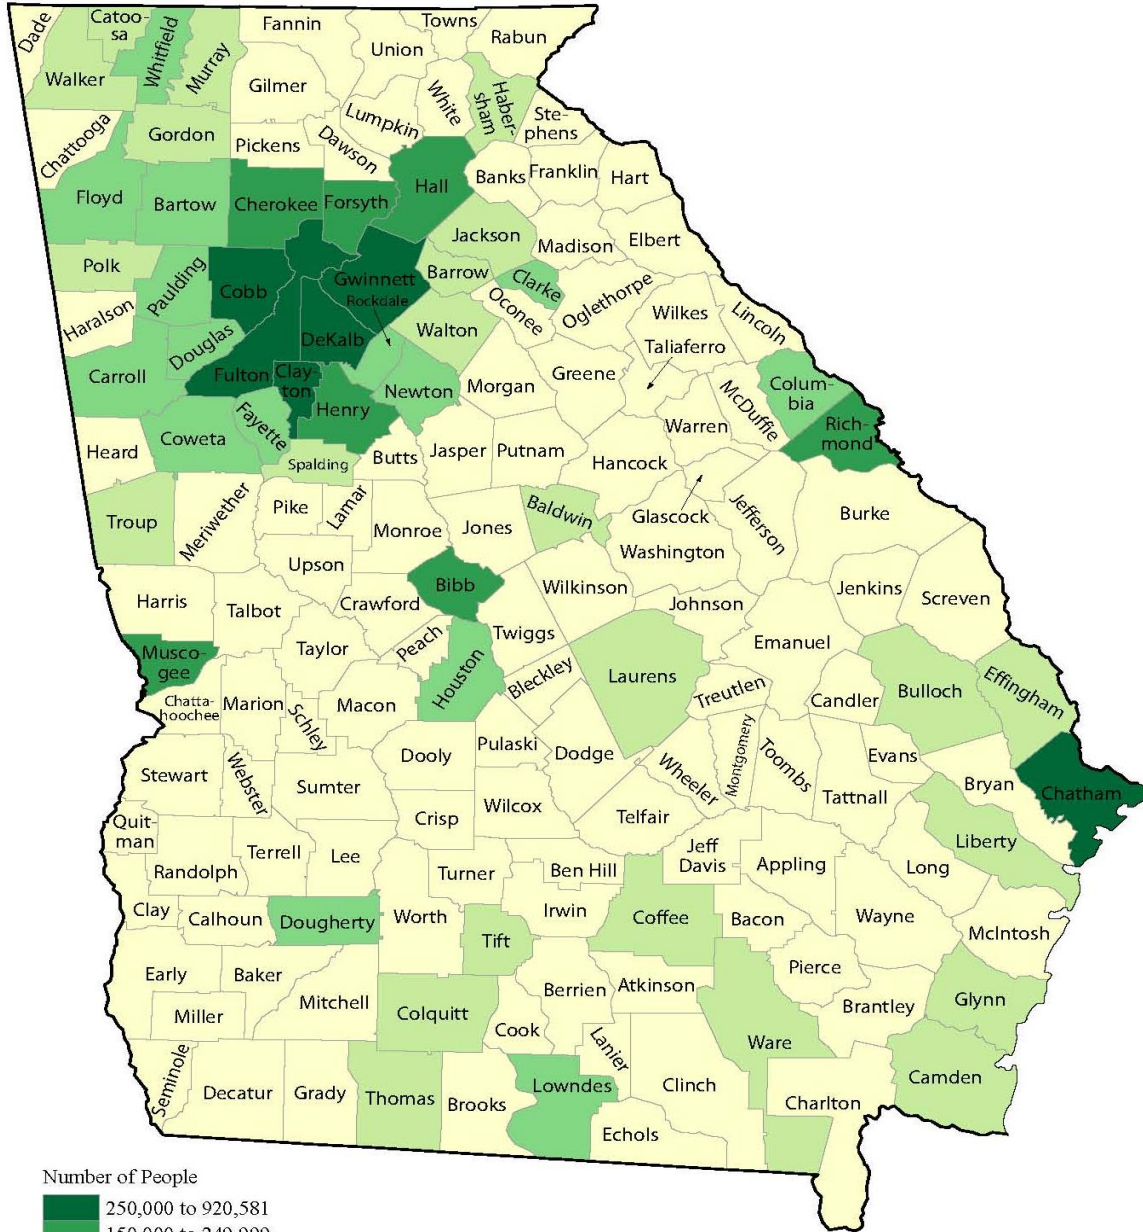 Dade
Catoo-
sa
Whitfield
Murray
Fannin
Union
Towns
Rabun
Walker
Gilmer
Lumpkin
White
Haber-
sham
Ste-
phens
Chattooga
Gordon
Pickens
Dawson
Hall
Banks
Franklin
Hart
Floyd
Bartow
Cherokee
Forsyth
Jackson
Madison
Elbert
Polk
Paulding
Cobb
Gwinnett
Rockdale
Barrow
Clarke
Oconee
Oglethorpe
Wilkes
Lincoln
Haralson
Douglas
DeKalb
Walton
Taliaferro
Carroll
Fulton
Clay-
ton
Henry
Newton
Morgan
Greene
McDuffie
Colum-
bia
Rich-
mond
Heard
Coweta
Fayette
Spalding
Butts
Jasper
Putnam
Hancock
Warren
Troup
Meriwether
Pike
Lamar
Monroe
Jones
Baldwin
Glascock
Washington
Jefferson
Burke
Upson
Bibb
Wilkinson
Jenkins
Screven
Harris
Talbot
Crawford
Peach
Twiggs
Johnson
Emanuel
Musco-
gee
Taylor
Houston
Bleckley
Laurens
Treutlen
Candler
Bulloch
Effingham
Chatta-
hoochee
Marion
Schley
Macon
Dooly
Pulaski
Dodge
Wheeler
Montgomery
Toombs
Evans
Bryan
Chatham
Stewart
Webster
Sumter
Crisp
Wilcox
Telfair
Tattnall
Quit-
man
Randolph
Terrell
Lee
Turner
Ben Hill
Jeff
Davis
Appling
Long
Liberty
Clay
Calhoun
Dougherty
Worth
Tift
Irwin
Coffee
Bacon
Wayne
McIntosh
Early
Baker
Mitchell
Colquitt
Berrien
Atkinson
Pierce
Brantley
Glynn
Miller
Cook
Lanier
Ware
Seminole
Decatur
Grady
Thomas
Brooks
Lowndes
Clinch
Charlton
Camden
Echols
Number of People
250,000 to 920,581
150,000 to 249,999